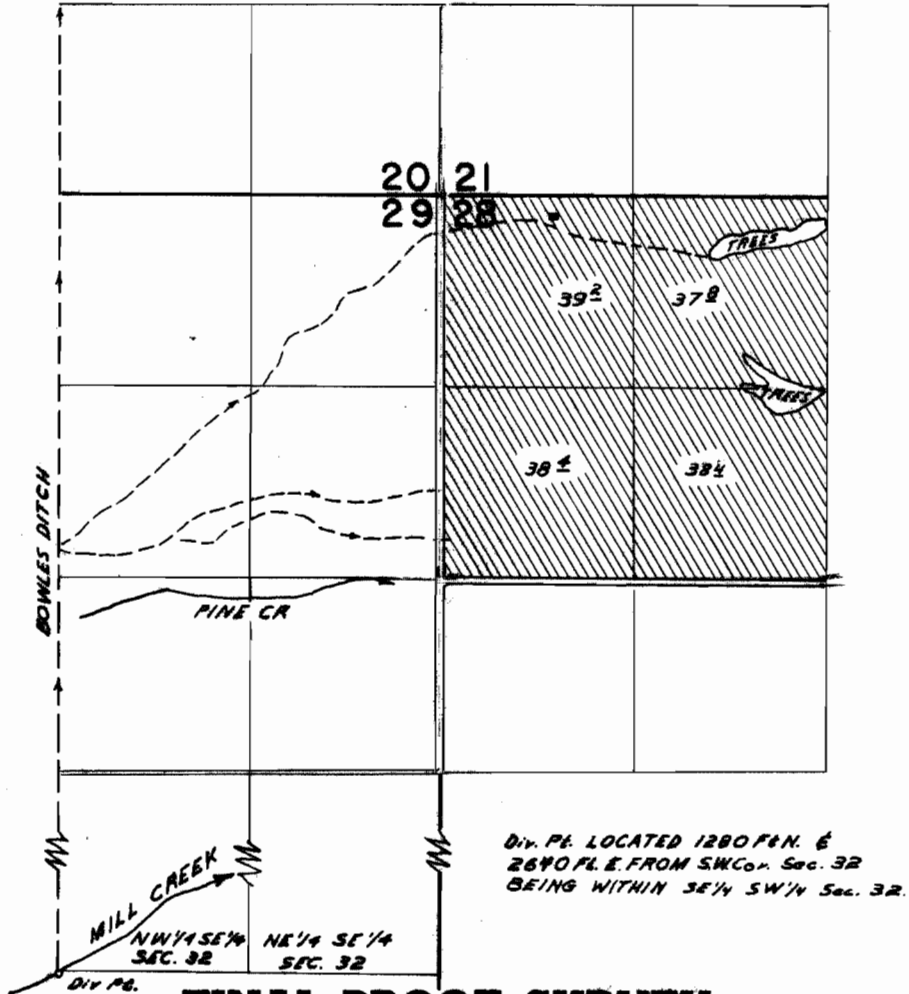 20 21
29 28
TREES
39 2
37 8
TREES
38 4
38 4
BOWLES DITCH
PINE CR
Div. Pt. LOCATED 1280 Ft N. &
2640 Ft. E. FROM S.W. Cor. Sec. 32
BEING WITHIN SE 1/4 SW 1/4 Sec. 32.
MILL CREEK
NW 1/4 SE 1/4
SEC. 32
NE 1/4 SE 1/4
SEC. 32
Div Pt.
FINAL PROOF SURVEY